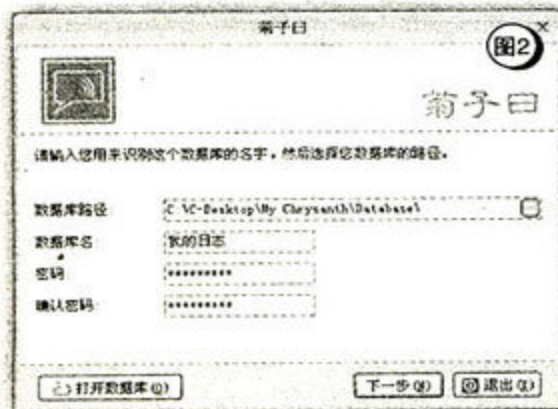 菊子曰
图2
菊子曰
请输入您用来识别这个数据库的名字，然后选择您数据库的路径。
数据库路径 C:\C-Desktop\My Chrysanth\Database\
数据库名: 我的日志
密码 *********
确认密码: *********
打开数据库(O) 下一步(N) 退出(X)